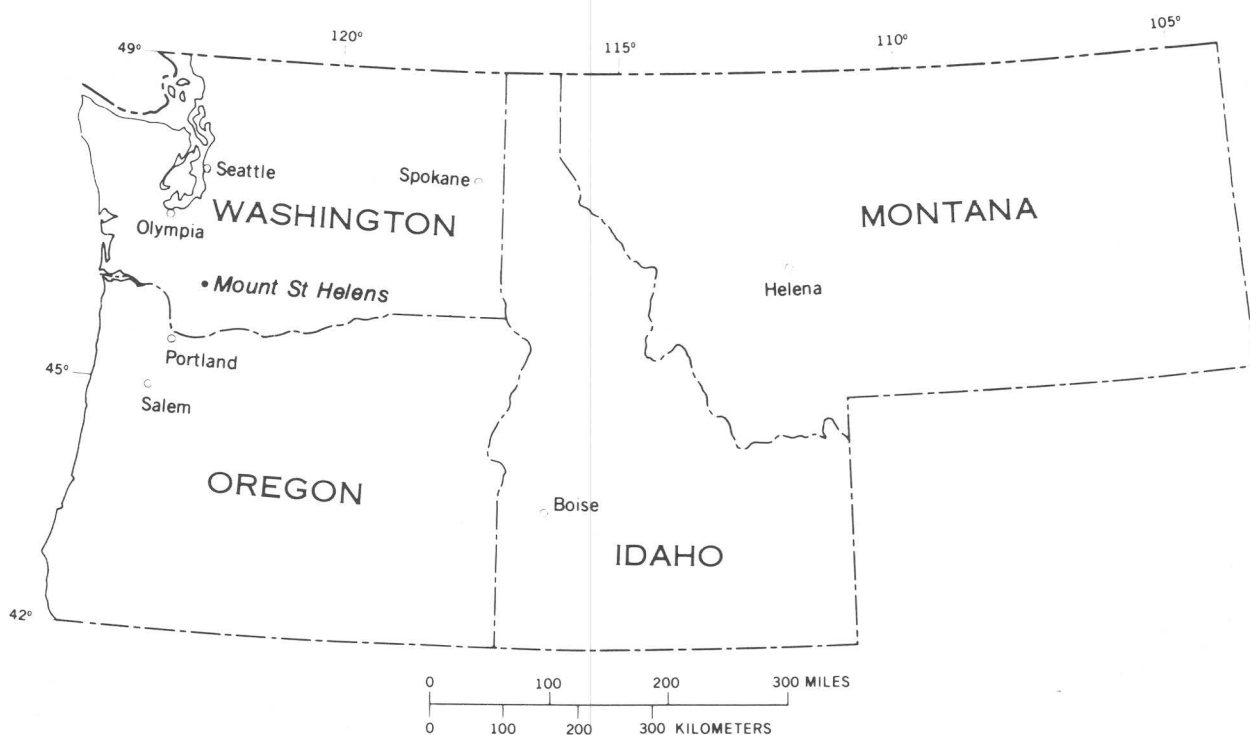 105°
110°
120°
115°
49°
Seattle
Spokane
WASHINGTON
MONTANA
Olympia
Mount St Helens
Helena
Portland
45°
Salem
OREGON
Boise
IDAHO
42°
0 100 200 300 MILES
0 100 200 300 KILOMETERS